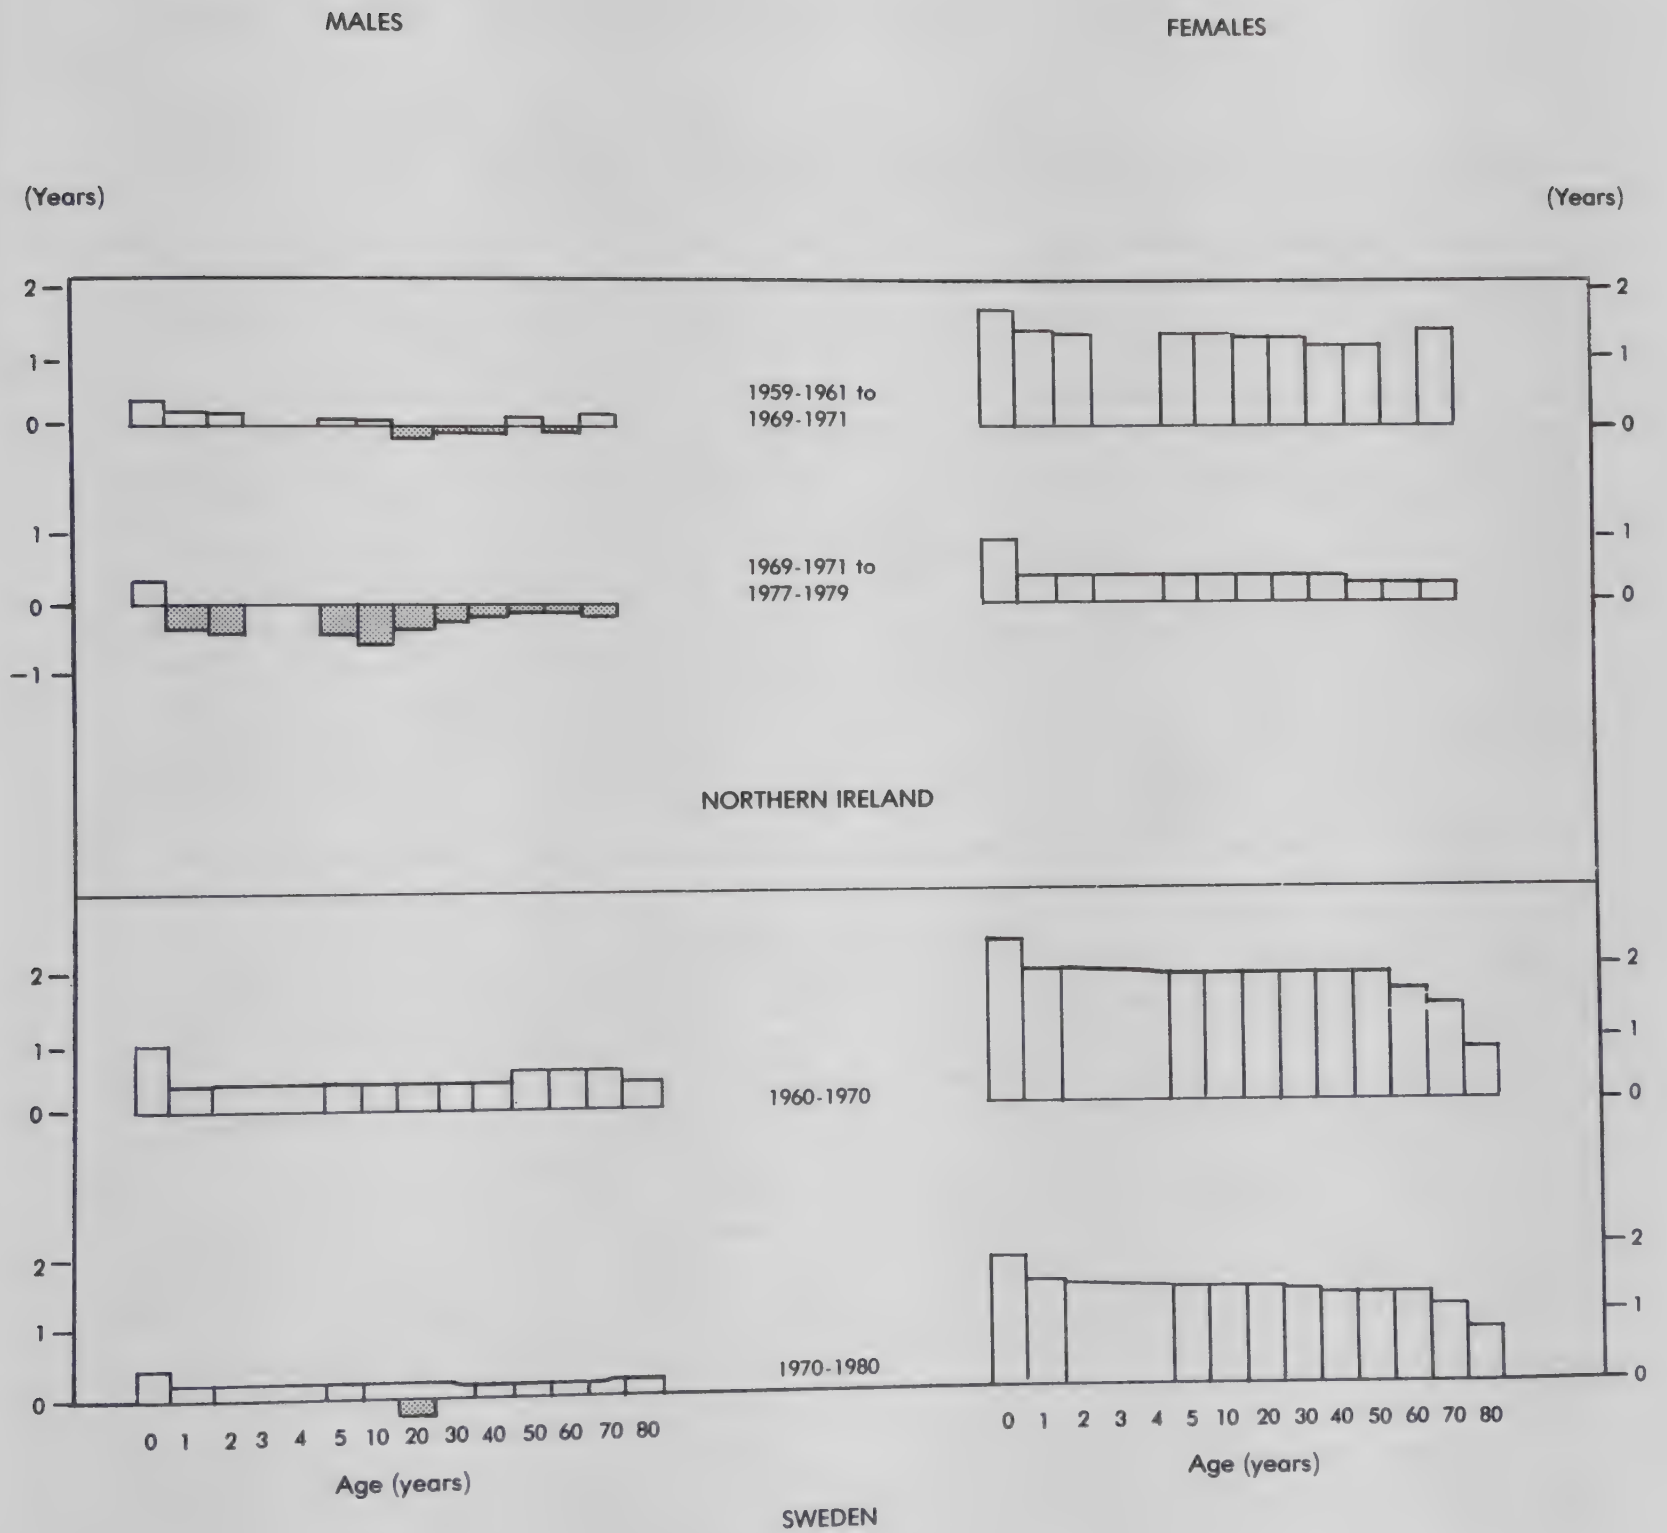 MALES FEMALES
(Years) (Years)
2 2
1 1
1959-1961 to
1969-1971
0 0
1 1
1969-1971 to
1977-1979
0 0
−1
NORTHERN IRELAND
2 2
1 1
1960-1970
0 0
2 2
1 1
1970-1980
0 0
0 1 2 3 4 5 10 20 30 40 50 60 70 80 0 1 2 3 4 5 10 20 30 40 50 60 70 80
Age (years) Age (years)
SWEDEN